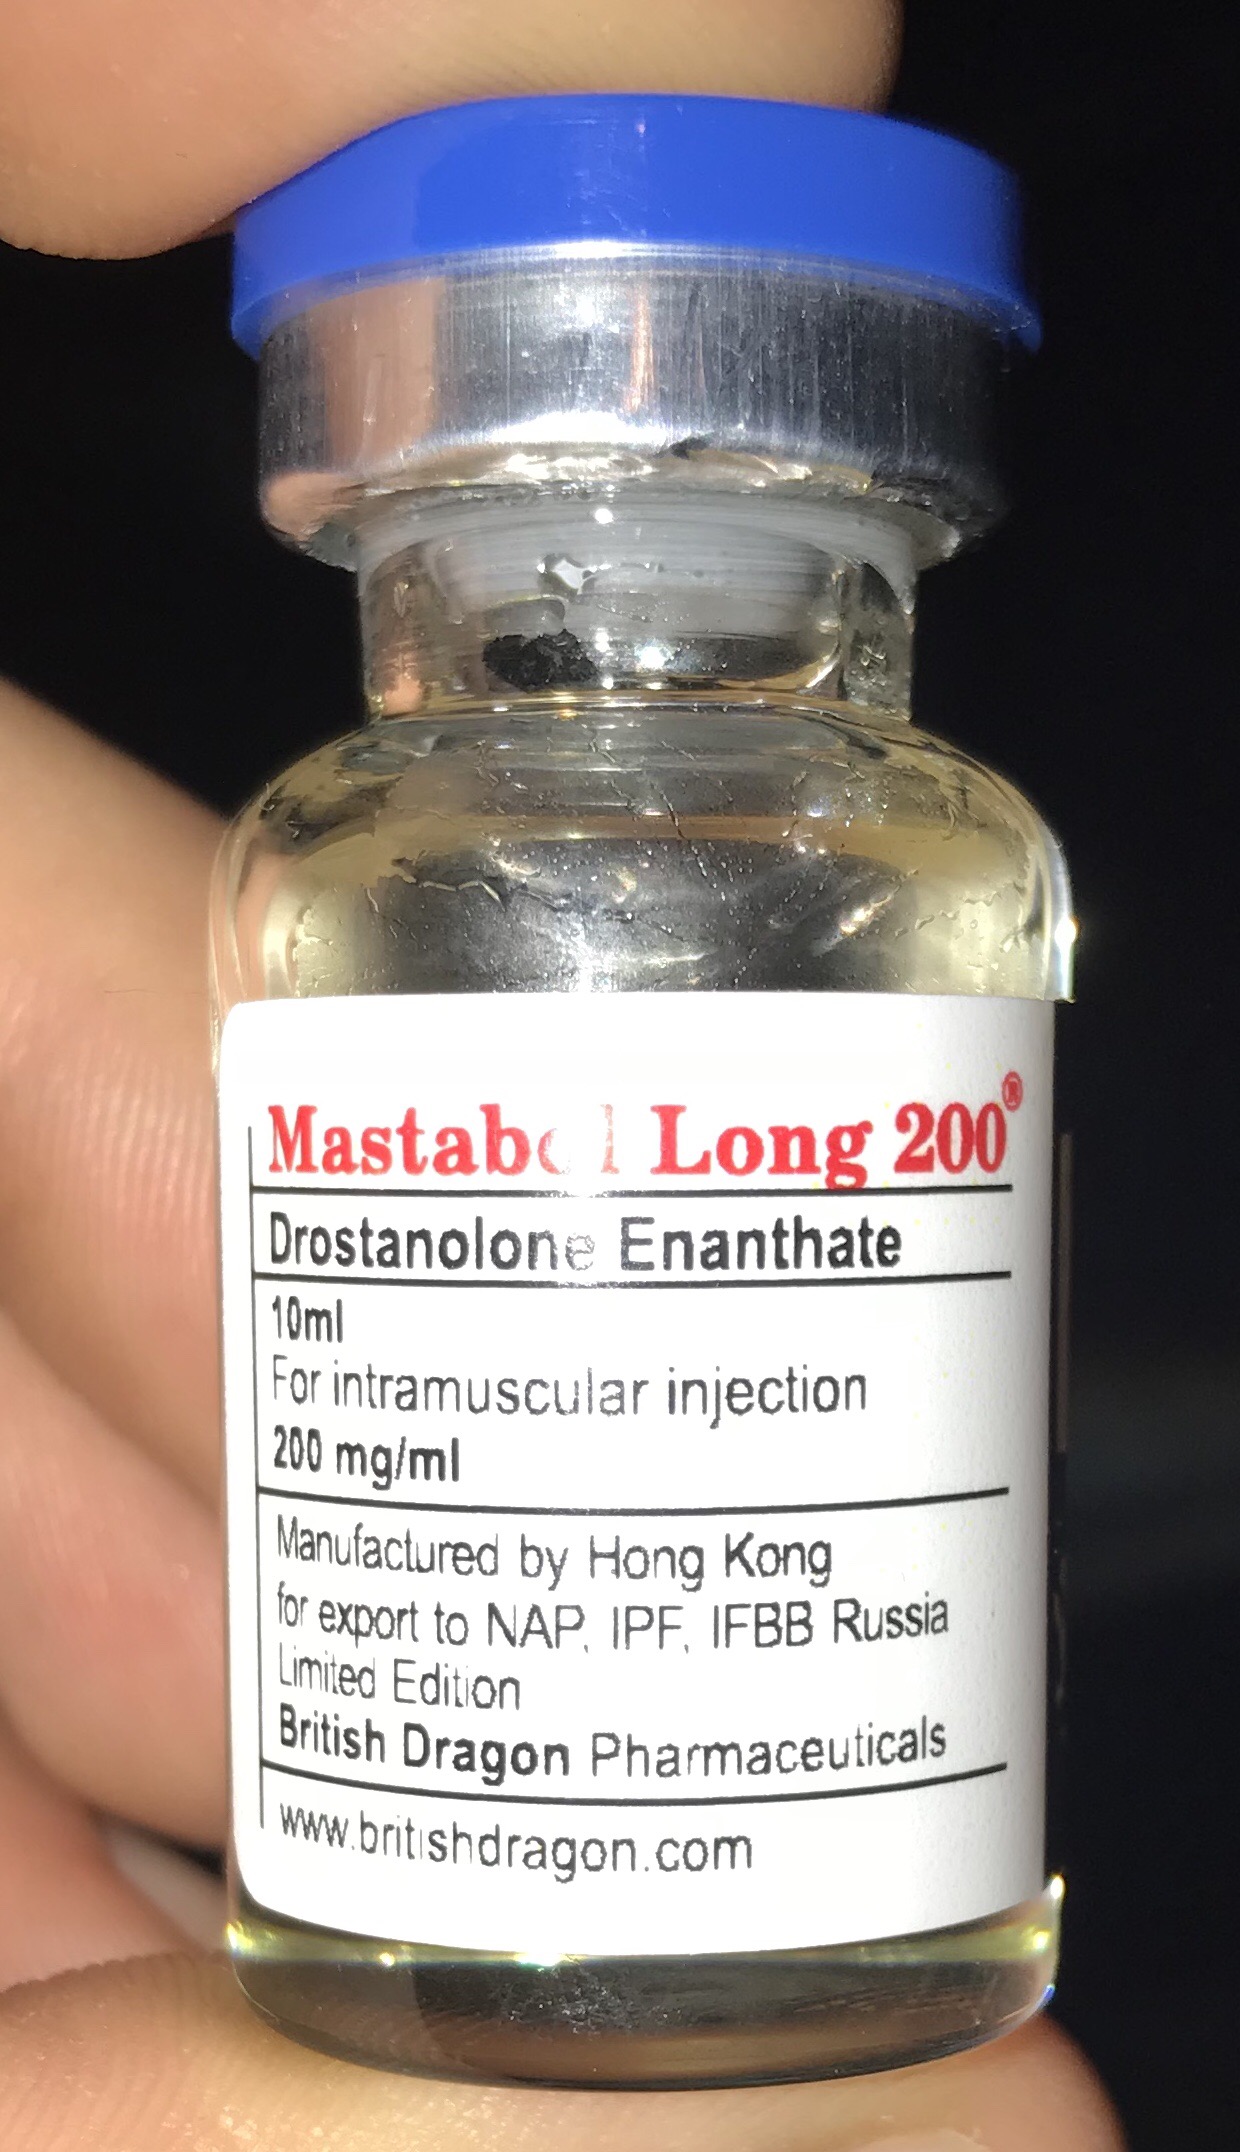 Mastabol Long 200®
Drostanolone Enanthate
10ml
For intramuscular injection
200 mg/ml
Manufactured by Hong Kong
for export to NAP, IPF, IFBB Russia
Limited Edition
British Dragon Pharmaceuticals
www.britishdragon.com